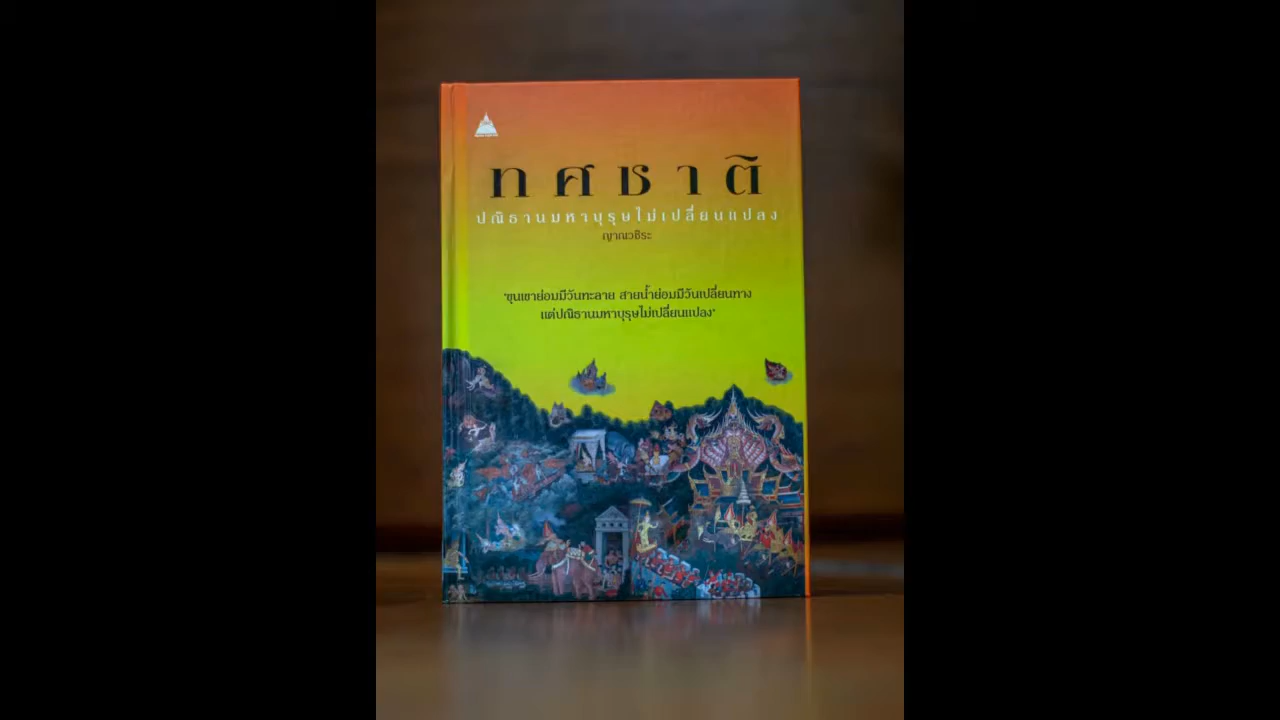 ทศชาติ
ปณิธานมหาบุรุษไม่เปลี่ยนแปลง
ญาณวชิระ
"ขุนเขาย่อมมีวันทะลาย สายน้ำย่อมมีวันเปลี่ยนทาง
แต่ปณิธานมหาบุรุษไม่เปลี่ยนแปลง"